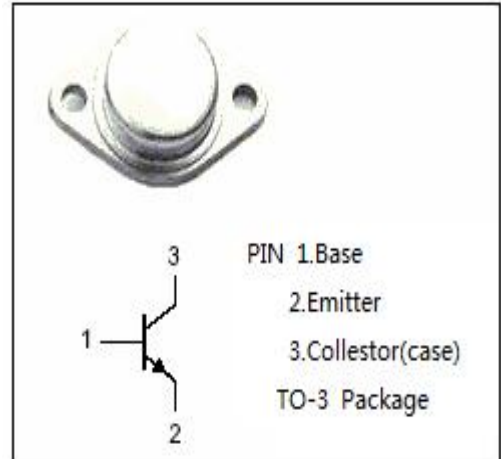 3
PIN 1.Base
2.Emitter
1
3.Collestor(case)
TO-3 Package
2